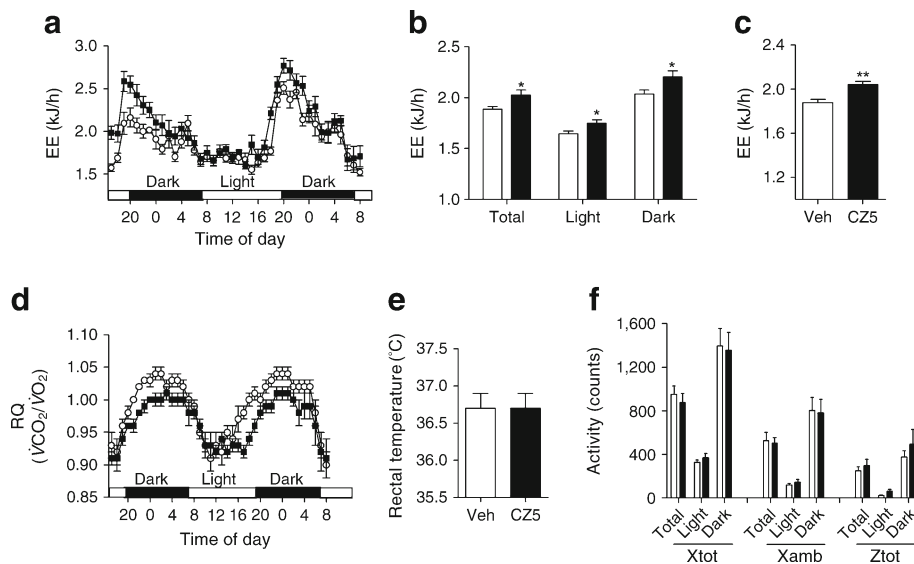 a
EE (kJ/h)
3.0
2.5
2.0
1.5
Dark Light Dark
20 0 4 8 12 16 20 0 4 8
Time of day
b
EE (kJ/h)
2.5
2.0
1.5
1.0
* * *
Total Light Dark
c
EE (kJ/h)
2.4
2.0
1.6
1.2
**
Veh CZ5
d
RQ
(V̇CO2/V̇O2)
1.10
1.05
1.00
0.95
0.90
0.85
Dark Light Dark
20 0 4 8 12 16 20 0 4 8
Time of day
e
Rectal temperature (°C)
37.5
37.0
36.5
36.0
35.5
Veh CZ5
f
Activity (counts)
1,600
1,200
800
400
0
Total Light Dark Total Light Dark Total Light Dark
Xtot Xamb Ztot